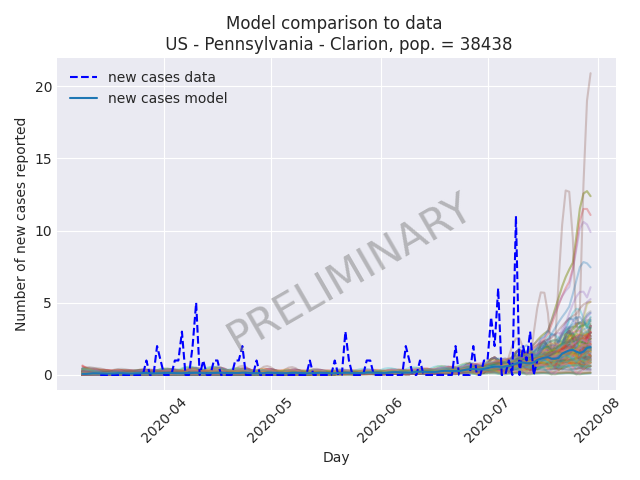 Model comparison to data
US - Pennsylvania - Clarion, pop. = 38438
new cases data
new cases model
Number of new cases reported
20
15
10
5
0
PRELIMINARY
2020-04
2020-05
2020-06
2020-07
2020-08
Day